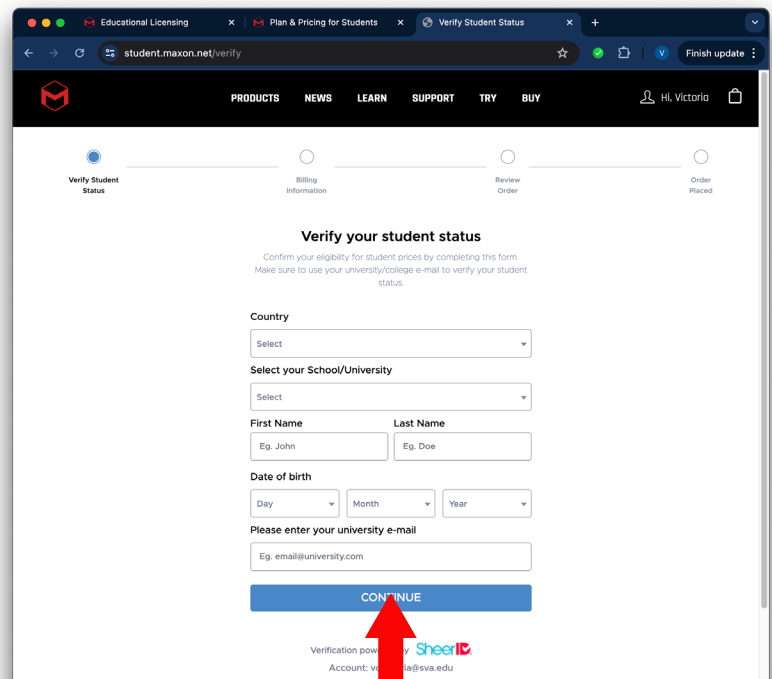 Educational Licensing
Plan & Pricing for Students
Verify Student Status
student.maxon.net/verify
V
Finish update
PRODUCTS NEWS LEARN SUPPORT TRY BUY
Hi, Victoria
Verify Student
Status
Billing
Information
Review
Order
Order
Placed
Verify your student status
Confirm your eligibility for student prices by completing this form.
Make sure to use your university/college e-mail to verify your student
status.
Country
Select
Select your School/University
Select
First Name Last Name
Eg. John Eg. Doe
Date of birth
Day Month Year
Please enter your university e-mail
Eg. email@university.com
CONTINUE
Verification by SheerID
Account: